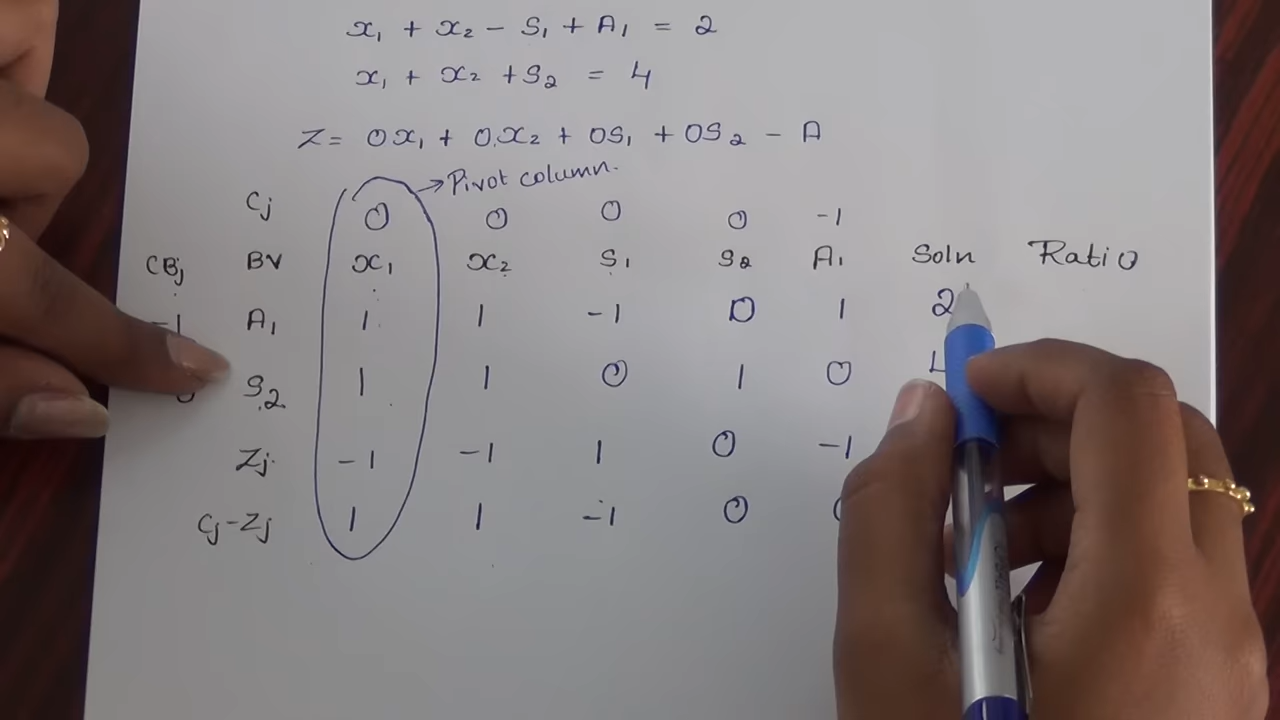 x₁ + x₂ - S₁ + A₁ = 2
x₁ + x₂ + S₂ = 4
Z = 0x₁ + 0.x₂ + 0S₁ + 0S₂ - A
→ Pivot column.
Cj 0 0 0 0 -1
CBj BV x₁ x₂ S₁ S₂ A₁ Soln Ratio
-1 A₁ 1 1 -1 0 1 2
S₂ 1 1 0 1 0
Zj -1 -1 1 0 -1
Cj-Zj 1 1 -1 0